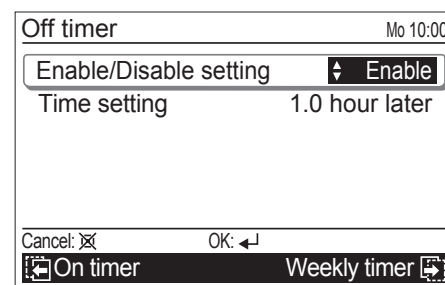 Off timer Mo 10:00
Enable/Disable setting Enable
Time setting 1.0 hour later
Cancel: OK:
On timer Weekly timer